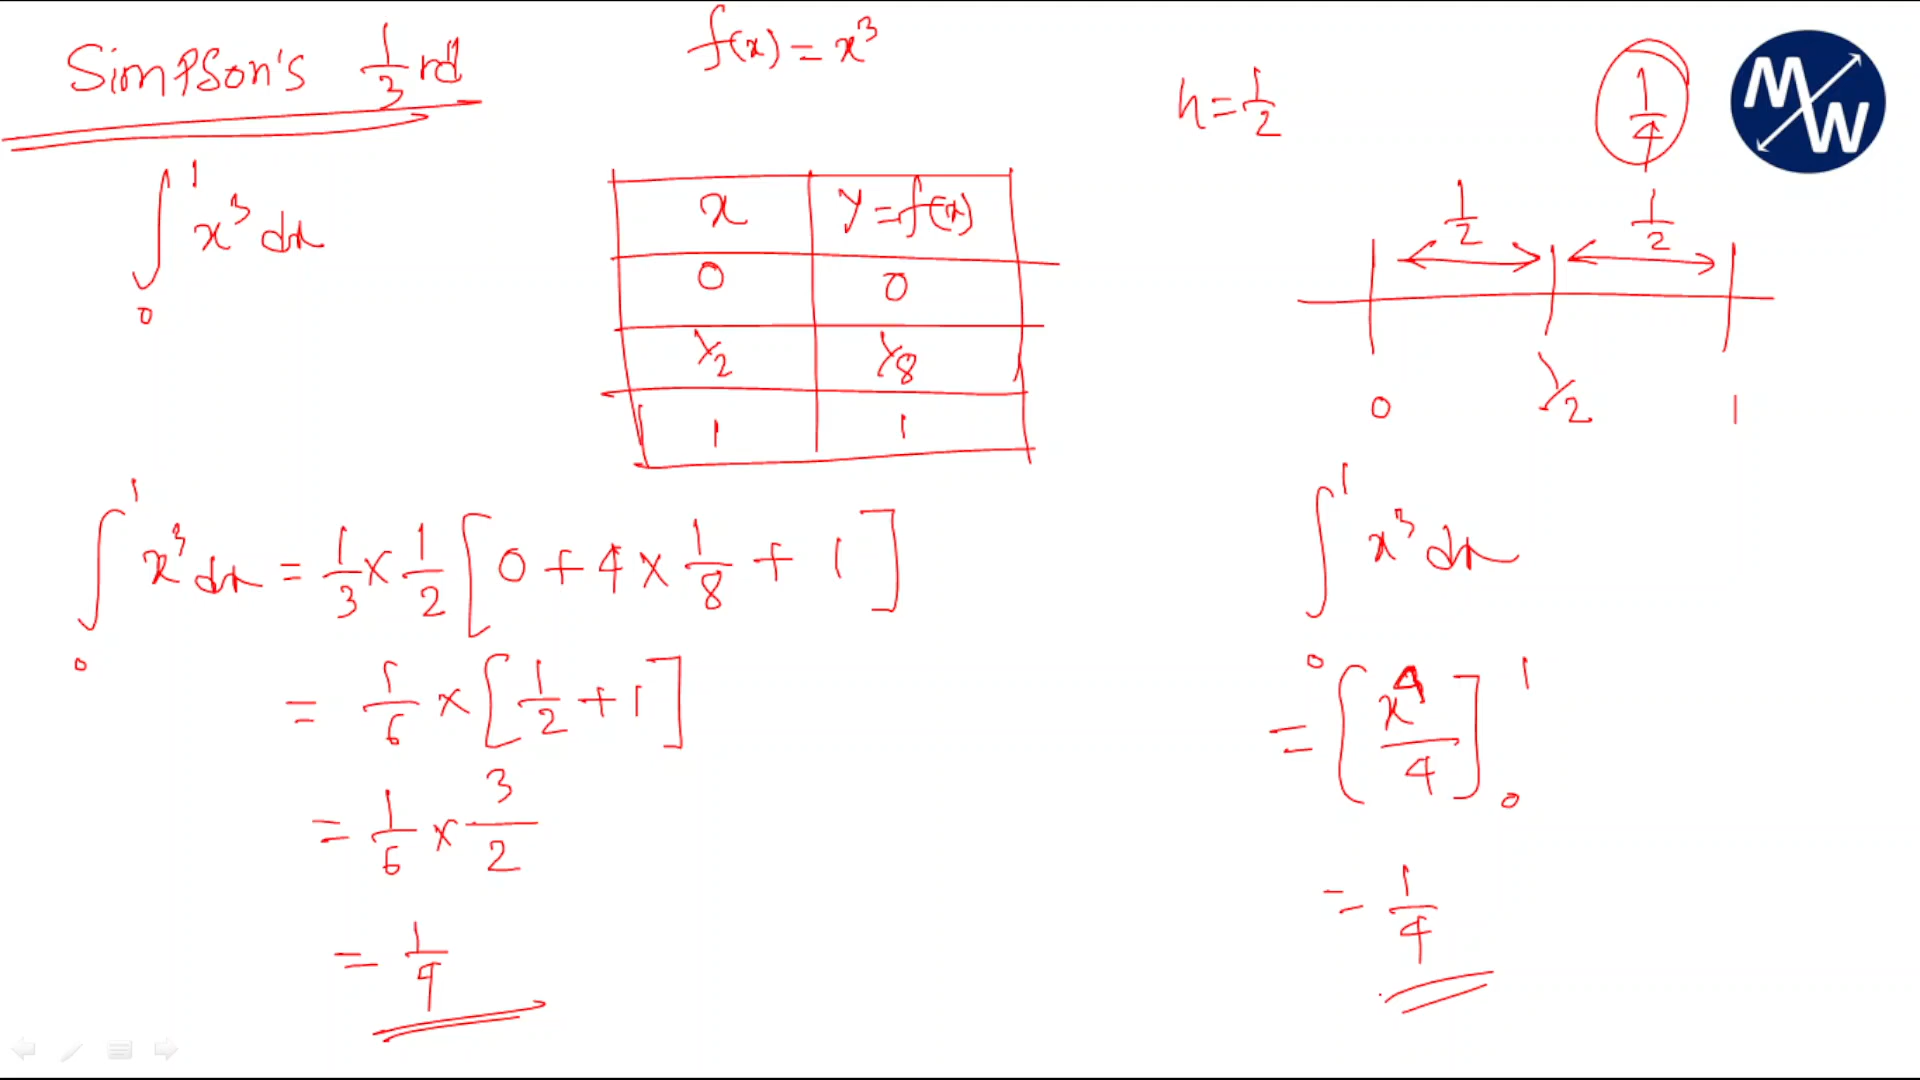 Simpson's 1/3 rd
f(x) = x³
h = 1/2
1/4
MW
∫₀¹ x³ dx
x | y = f(x)
0 | 0
1/2 | 1/8
1 | 1
1/2 1/2
0 1/2 1
∫₀¹ x³ dx = 1/3 × 1/2 [0 + 4 × 1/8 + 1]
= 1/6 × [1/2 + 1]
= 1/6 × 3/2
= 1/4
∫₀¹ x³ dx
= [x⁴/4]₀¹
= 1/4